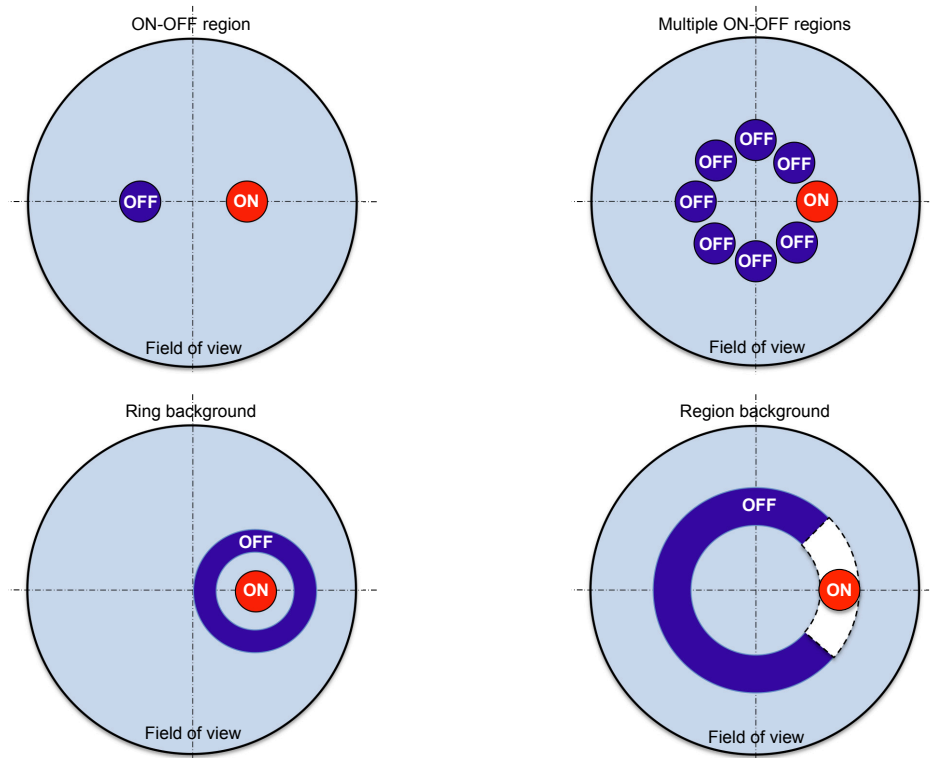 ON-OFF region
OFF
ON
Field of view
Multiple ON-OFF regions
OFF
OFF
OFF
OFF
ON
OFF
OFF
OFF
Field of view
Ring background
OFF
ON
Field of view
Region background
OFF
ON
Field of view